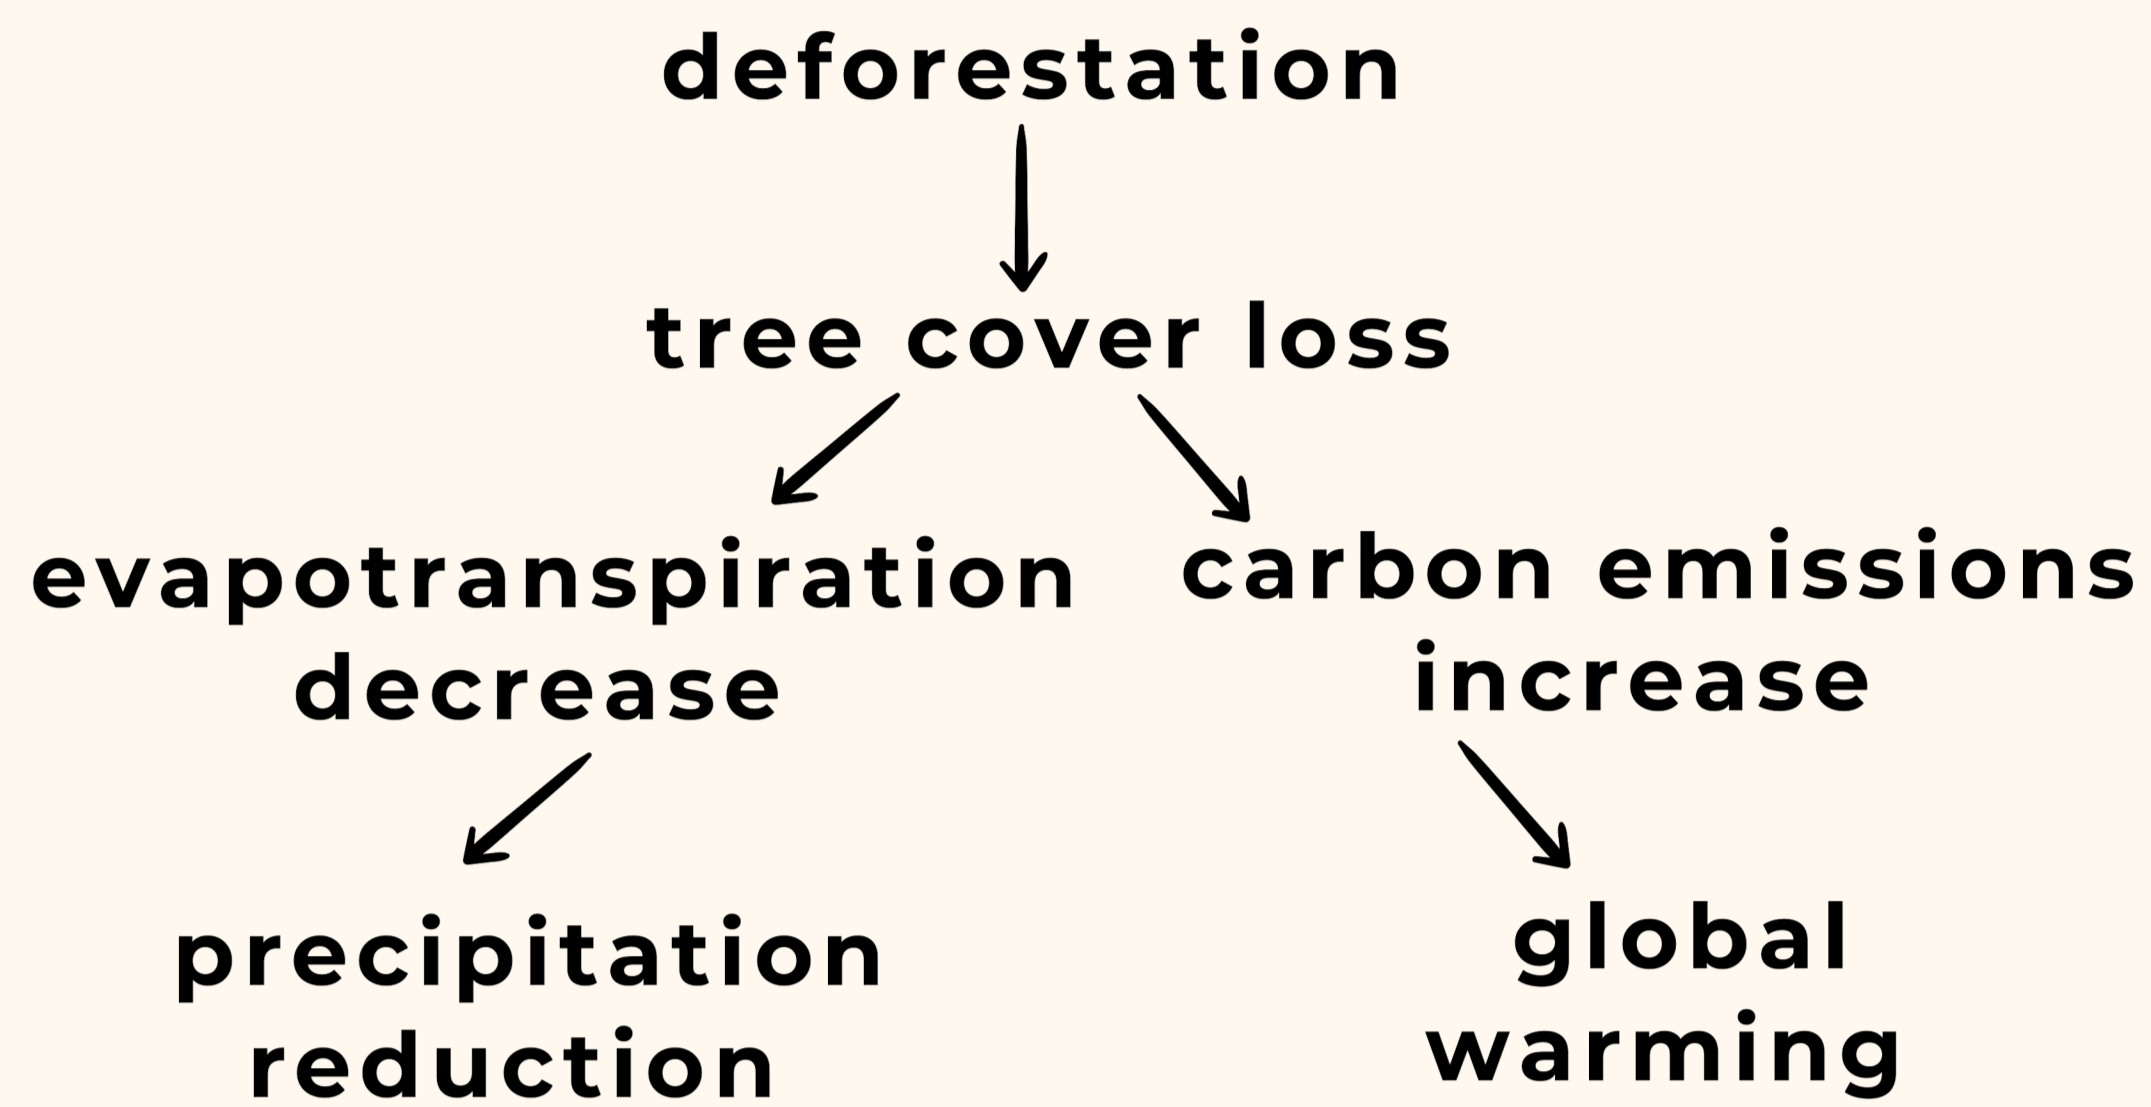 deforestation
tree cover loss
evapotranspiration
decrease
carbon emissions
increase
precipitation
reduction
global
warming